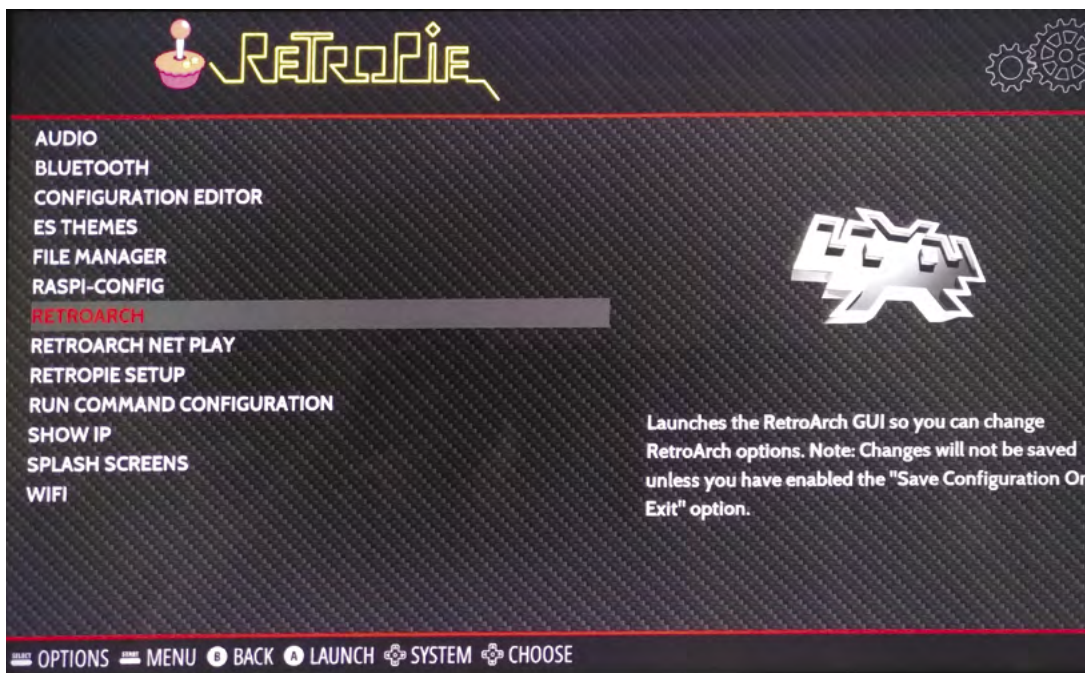 RETROPIE
AUDIO
BLUETOOTH
CONFIGURATION EDITOR
ES THEMES
FILE MANAGER
RASPI-CONFIG
RETROARCH
RETROARCH NET PLAY
RETROPIE SETUP
RUN COMMAND CONFIGURATION
SHOW IP
SPLASH SCREENS
WIFI
Launches the RetroArch GUI so you can change
RetroArch options. Note: Changes will not be saved
unless you have enabled the "Save Configuration On
Exit" option.
SELECT OPTIONS START MENU B BACK A LAUNCH SYSTEM CHOOSE